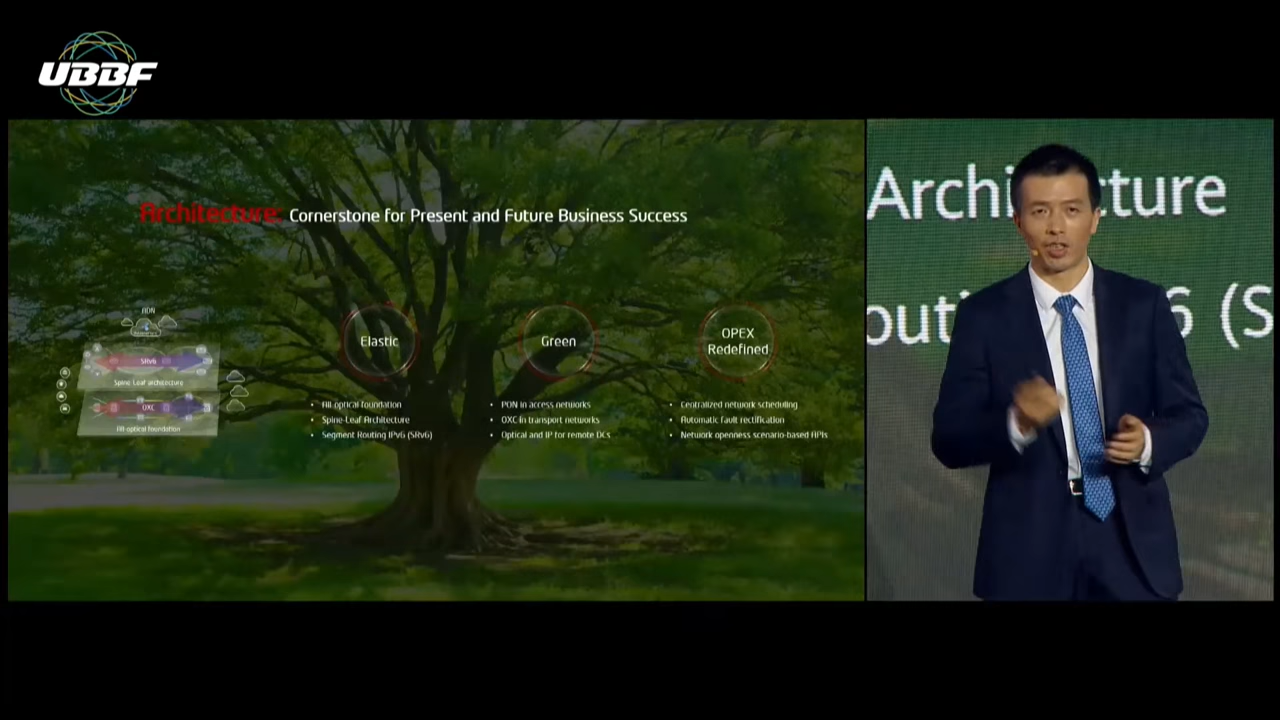 UBBF
Architecture: Cornerstone for Present and Future Business Success
ADN
SRv6
Spine-Leaf architecture
OXC
All-optical foundation
Elastic
• All-optical foundation
• Spine-Leaf Architecture
• Segment Routing IPv6 (SRv6)
Green
• PON in access networks
• OXC in transport networks
• Optical and IP for remote DCs
OPEX
Redefined
• Centralized network scheduling
• Automatic fault rectification
• Network openness scenario-based APIs
Archi cture
outi 6 (S